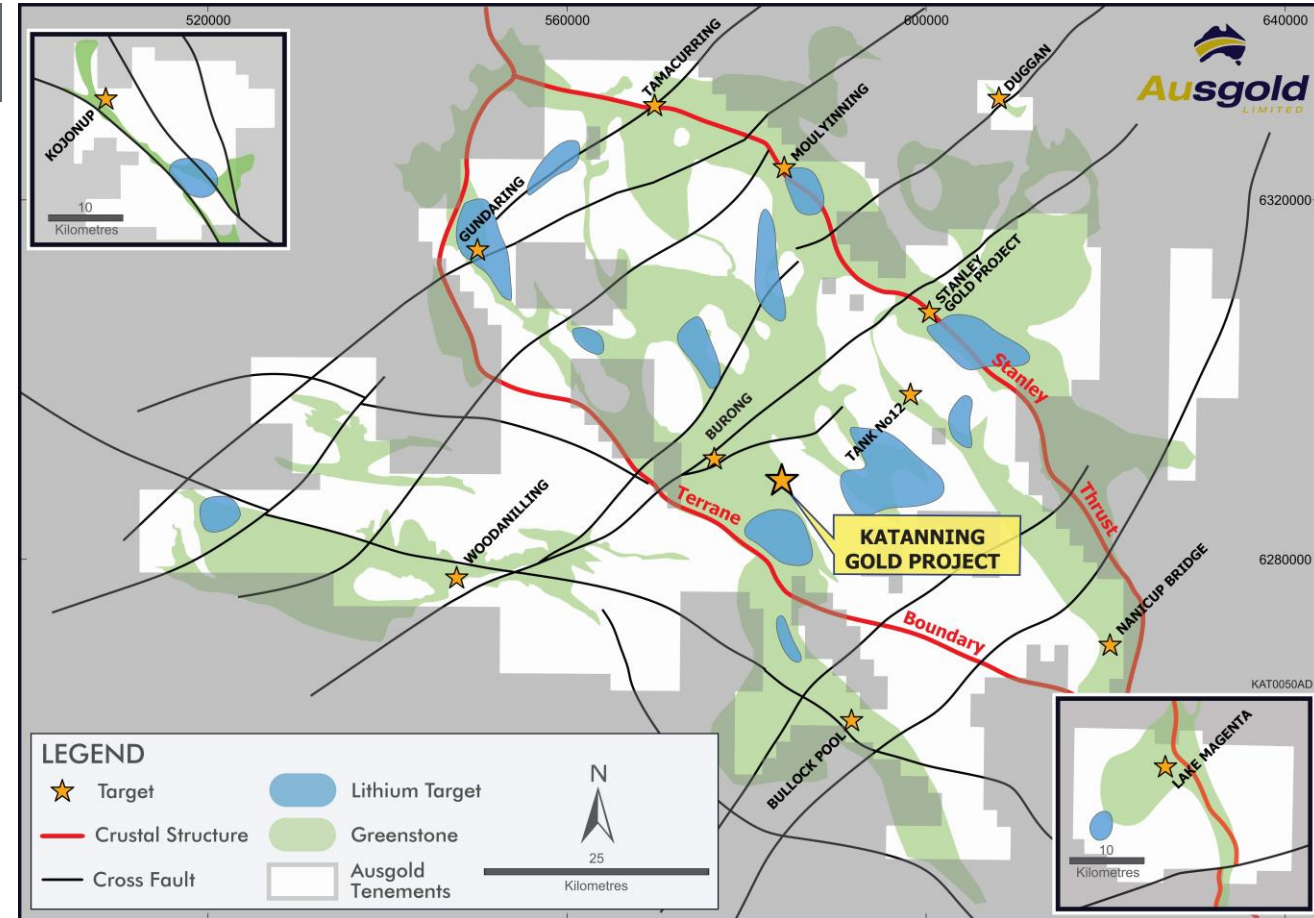 520000
560000
600000
640000
Ausgold
LIMITED
KOJONUP
10
Kilometres
TAMACURRING
DUGGAN
MOULYINNING
6320000
GUNDARING
STANLEY
GOLD PROJECT
Stanley
Thrust
TANK No12
BURONG
Terrane
Boundary
KATANNING
GOLD PROJECT
WOODANILLING
6280000
NANICUP BRIDGE
KAT0050AD
BULLOCK POOL
LAKE MAGENTA
10
Kilometres
LEGEND
Target
Crustal Structure
Cross Fault
Lithium Target
Greenstone
Ausgold
Tenements
N
25
Kilometres